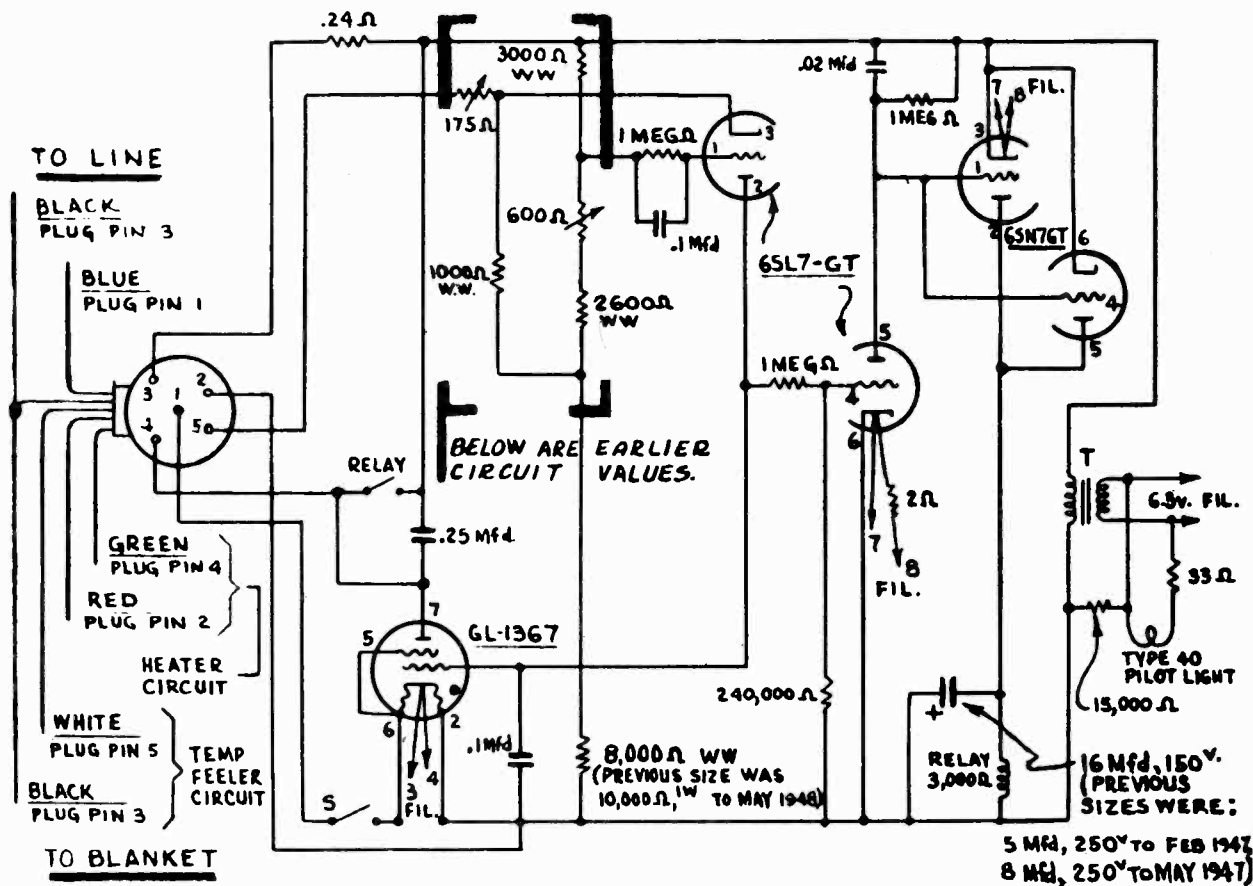 .24Ω
3000Ω
WW
175Ω
1 MEGΩ
3
1
2
.1 Mfd
600Ω
1000Ω
W.W.
2600Ω
WW
6SL7-GT
.02 Mfd
1MEGΩ
7
8 FIL.
3
1
2
6SN7GT
6
4
5
TO LINE
BLACK
PLUG PIN 3
BLUE
PLUG PIN 1
3
1
2
4
5
GREEN
PLUG PIN 4
RED
PLUG PIN 2
HEATER
CIRCUIT
WHITE
PLUG PIN 5
TEMP
FEELER
CIRCUIT
BLACK
PLUG PIN 3
TO BLANKET
BELOW ARE EARLIER
CIRCUIT VALUES.
RELAY
.25 Mfd.
7
5
GL-1367
6
2
3
4
FIL.
S
.1Mfd
8,000Ω WW
(PREVIOUS SIZE WAS
10,000Ω, 1W TO MAY 1948)
1MEGΩ
5
4
6
2Ω
7
8
FIL.
240,000Ω
T
6.3v. FIL.
33Ω
TYPE 40
PILOT LIGHT
15,000Ω
+
RELAY
3,000Ω
16 Mfd, 150V.
(PREVIOUS
SIZES WERE:
5 Mfd, 250V TO FEB 1947,
8 Mfd, 250V TO MAY 1947)